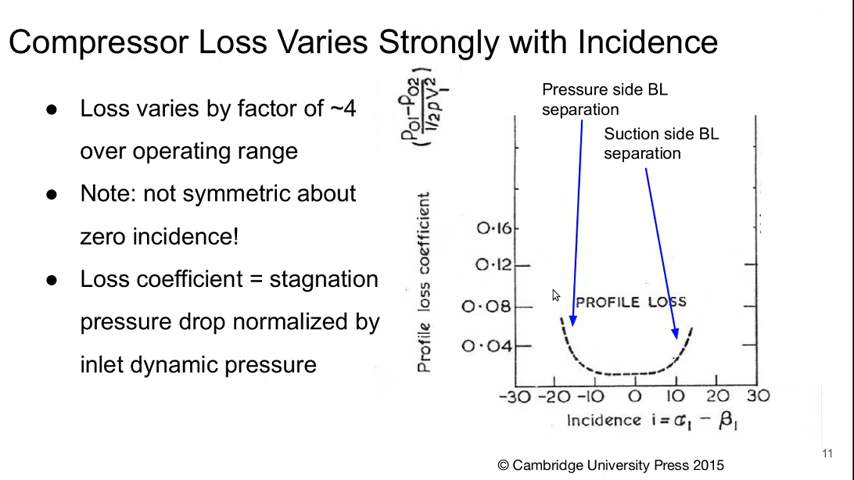 Compressor Loss Varies Strongly with Incidence
● Loss varies by factor of ~4
over operating range
● Note: not symmetric about
zero incidence!
● Loss coefficient = stagnation
pressure drop normalized by
inlet dynamic pressure
Profile loss coefficient (P₀₁-P₀₂ / 1/2 ρV₁²)
Pressure side BL
separation
Suction side BL
separation
0·16
0·12
0·08
0·04
PROFILE LOSS
-30 -20 -10 0 10 20 30
Incidence i = α₁ - β₁
© Cambridge University Press 2015
11